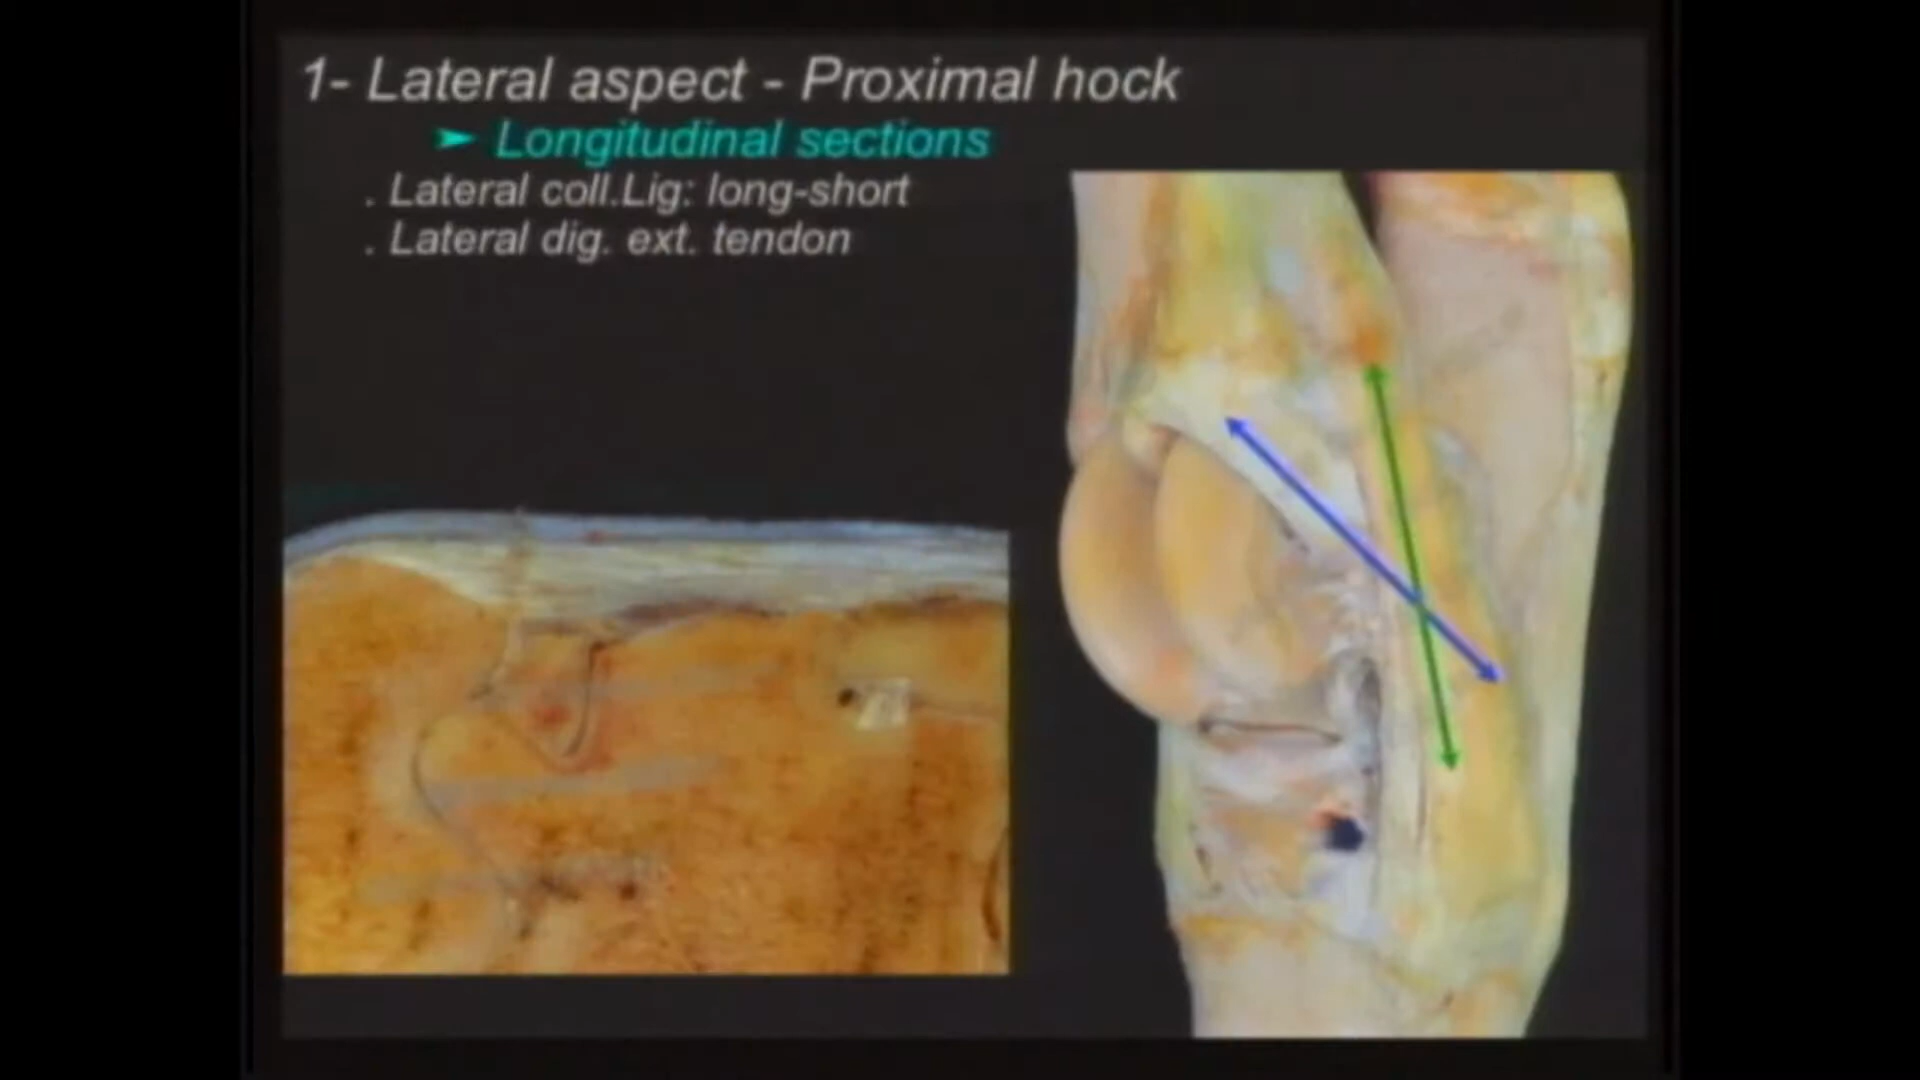 1- Lateral aspect - Proximal hock
➤ Longitudinal sections
. Lateral coll.Lig: long-short
. Lateral dig. ext. tendon